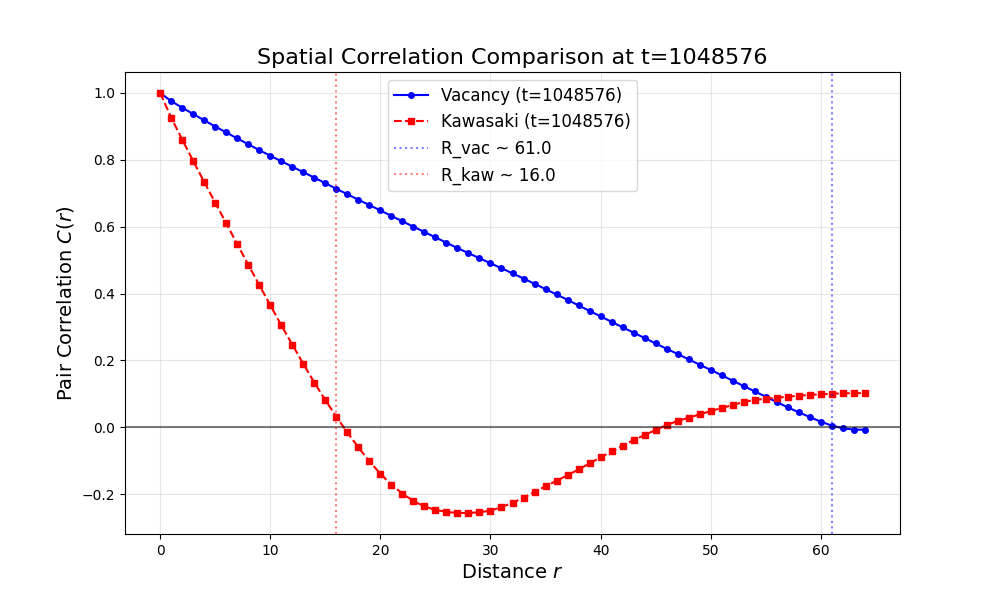 Spatial Correlation Comparison at t=1048576
Vacancy (t=1048576)
Kawasaki (t=1048576)
R_vac ~ 61.0
R_kaw ~ 16.0
Pair Correlation C(r)
1.0
0.8
0.6
0.4
0.2
0.0
−0.2
0 10 20 30 40 50 60
Distance r